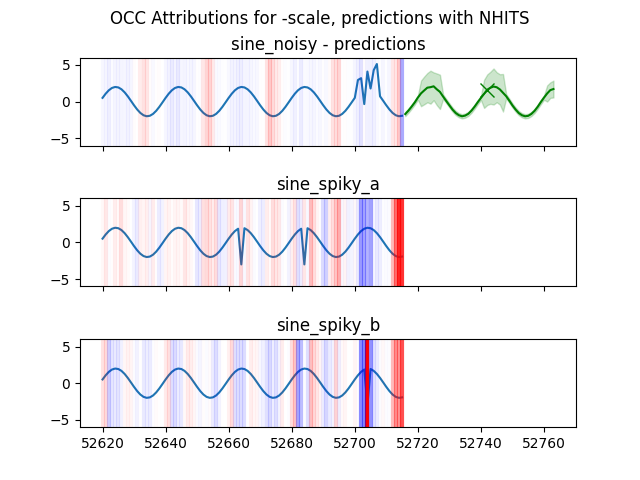 OCC Attributions for -scale, predictions with NHITS
sine_noisy - predictions
5
0
−5
sine_spiky_a
5
0
−5
sine_spiky_b
5
0
−5
52620 52640 52660 52680 52700 52720 52740 52760